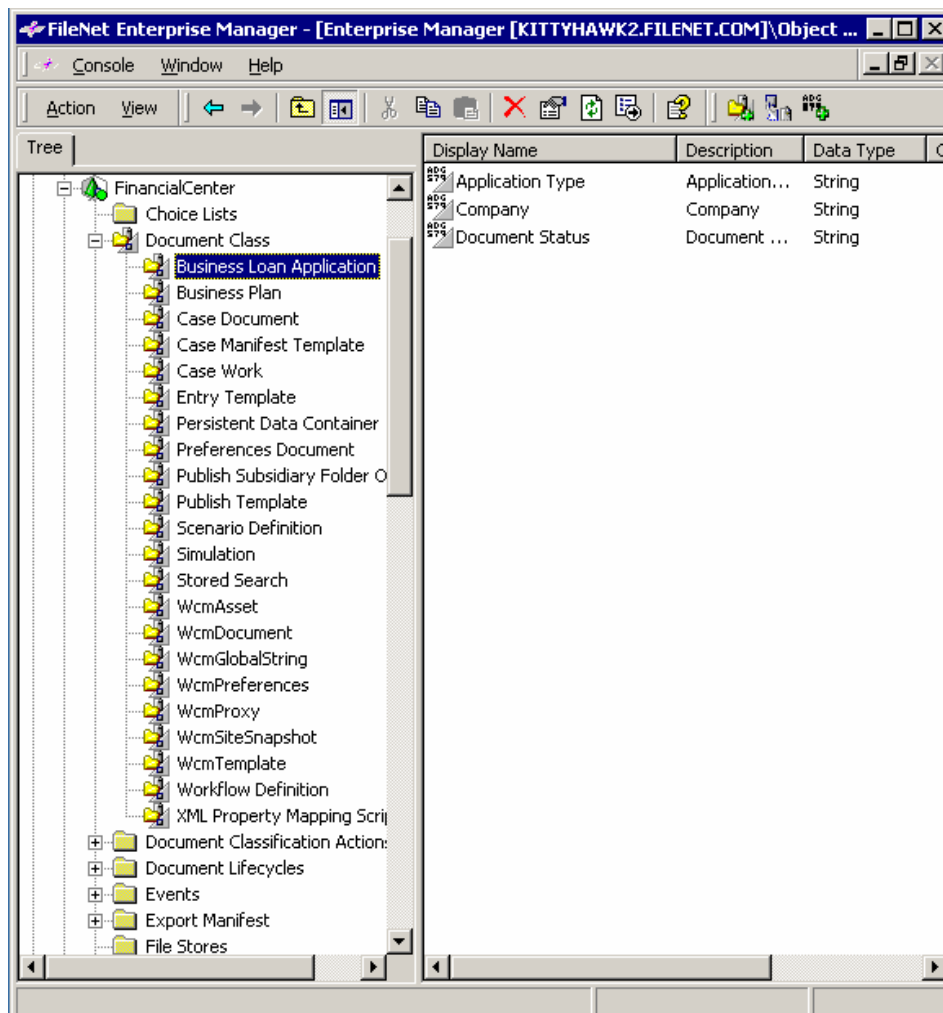 FileNet Enterprise Manager - [Enterprise Manager [KITTYHAWK2.FILENET.COM]\Object ...
Console Window Help
Action View
Tree
Display Name Description Data Type
FinancialCenter
Choice Lists
Document Class
Business Loan Application
Business Plan
Case Document
Case Manifest Template
Case Work
Entry Template
Persistent Data Container
Preferences Document
Publish Subsidiary Folder O
Publish Template
Scenario Definition
Simulation
Stored Search
WcmAsset
WcmDocument
WcmGlobalString
WcmPreferences
WcmProxy
WcmSiteSnapshot
WcmTemplate
Workflow Definition
XML Property Mapping Scri
Document Classification Action
Document Lifecycles
Events
Export Manifest
File Stores
Application Type Application... String
Company Company String
Document Status Document ... String